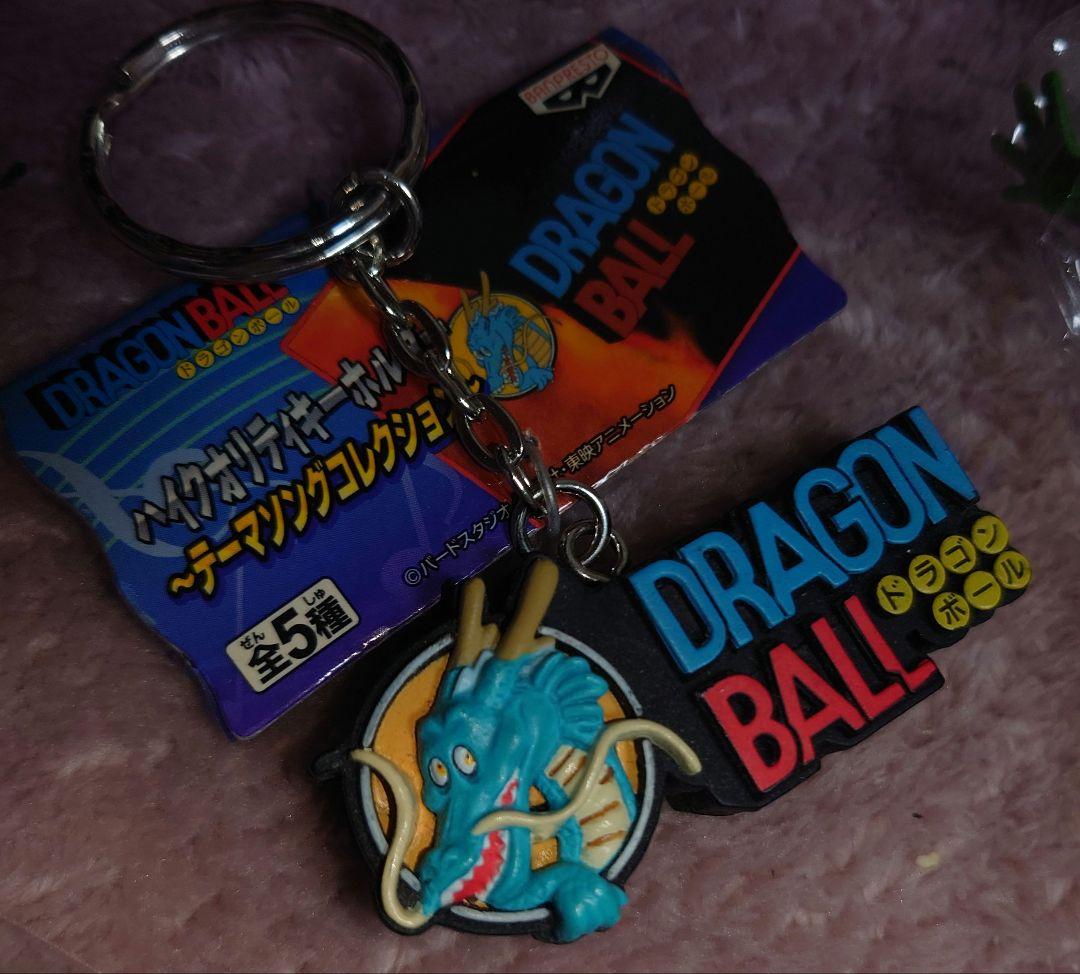 BANPRESTO
DRAGON
BALL
ドラゴン
ボール
DRAGON BALL
ドラゴンボール
ハイクオリティキーホル
~テーマソングコレクション~
©バードスタジオ
・東映アニメーション
ぜん しゅ
全5種
DRAGON
BALL
ドラゴン
ボール